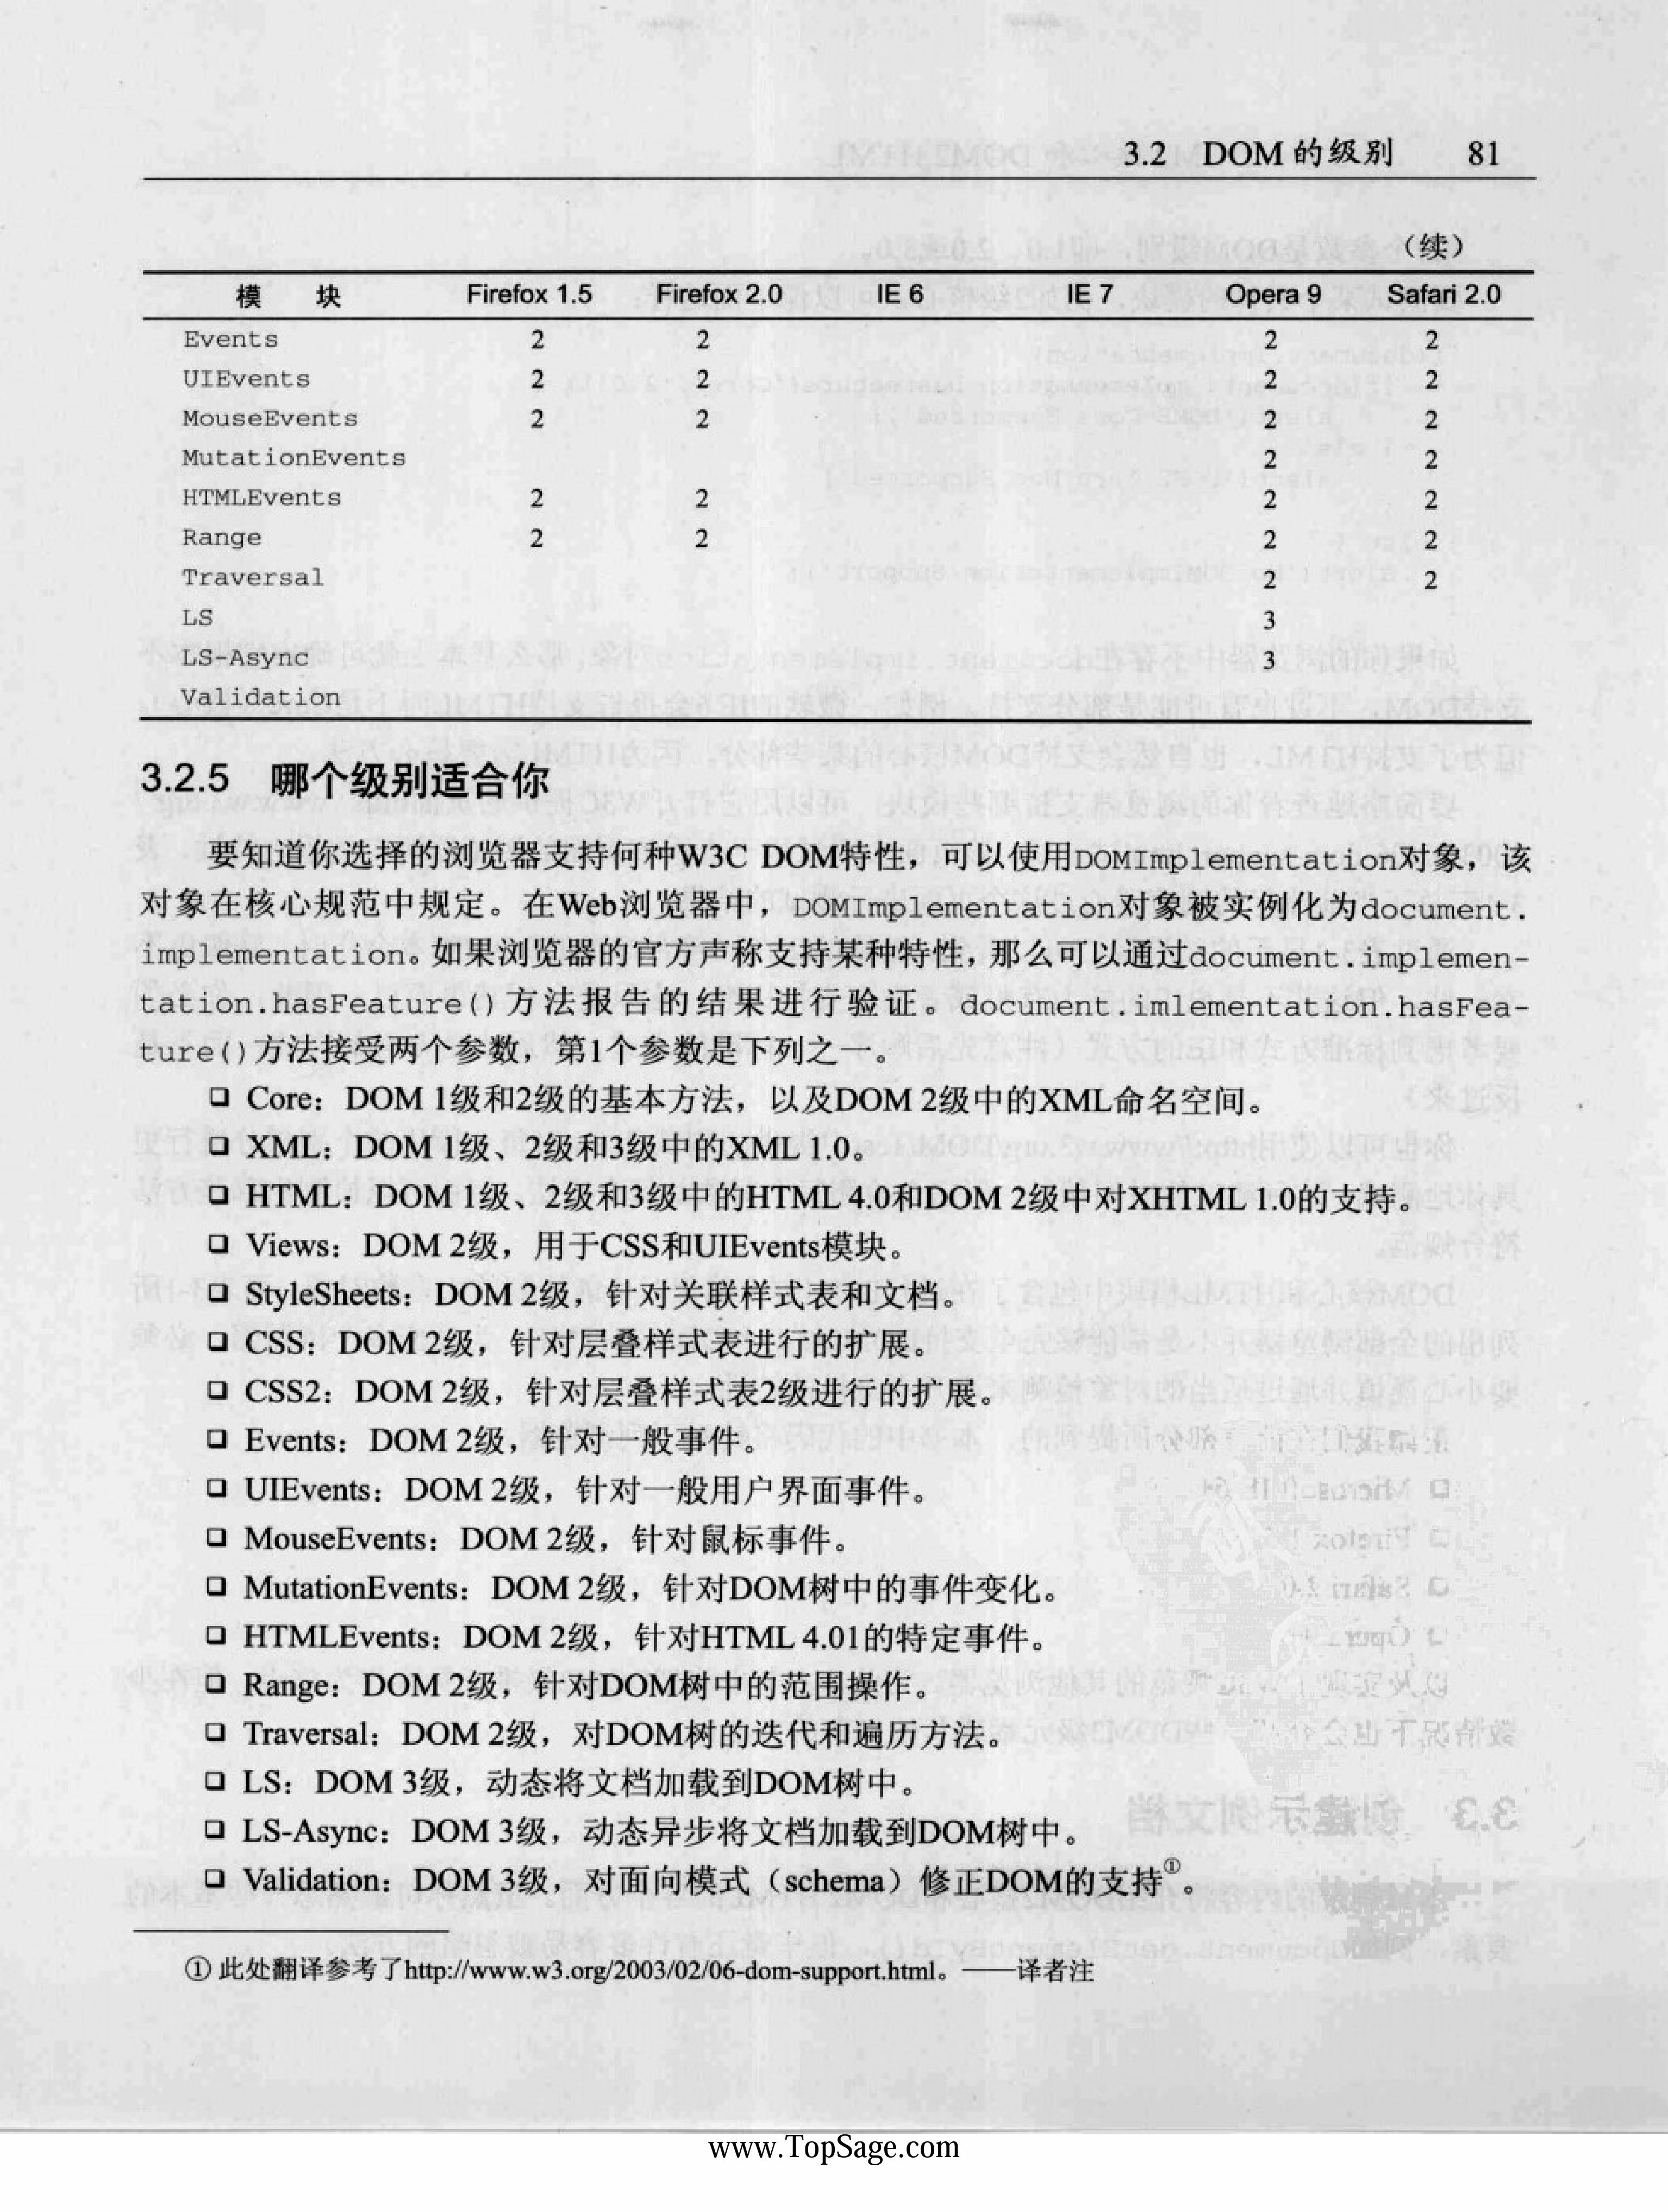 3.2 DOM 的级别 81
（续）
模 块 Firefox 1.5 Firefox 2.0 IE 6 IE 7 Opera 9 Safari 2.0
Events 2 2 2 2
UIEvents 2 2 2 2
MouseEvents 2 2 2 2
MutationEvents 2 2
HTMLEvents 2 2 2 2
Range 2 2 2 2
Traversal 2 2
LS 3
LS-Async 3
Validation
3.2.5 哪个级别适合你
要知道你选择的浏览器支持何种W3C DOM特性，可以使用DOMImplementation对象，该
对象在核心规范中规定。在Web浏览器中，DOMImplementation对象被实例化为document.
implementation。如果浏览器的官方声称支持某种特性，那么可以通过document.implemen-
tation.hasFeature()方法报告的结果进行验证。document.imlementation.hasFea-
ture()方法接受两个参数，第1个参数是下列之一。
❑ Core：DOM 1级和2级的基本方法，以及DOM 2级中的XML命名空间。
❑ XML：DOM 1级、2级和3级中的XML 1.0。
❑ HTML：DOM 1级、2级和3级中的HTML 4.0和DOM 2级中对XHTML 1.0的支持。
❑ Views：DOM 2级，用于CSS和UIEvents模块。
❑ StyleSheets：DOM 2级，针对关联样式表和文档。
❑ CSS：DOM 2级，针对层叠样式表进行的扩展。
❑ CSS2：DOM 2级，针对层叠样式表2级进行的扩展。
❑ Events：DOM 2级，针对一般事件。
❑ UIEvents：DOM 2级，针对一般用户界面事件。
❑ MouseEvents：DOM 2级，针对鼠标事件。
❑ MutationEvents：DOM 2级，针对DOM树中的事件变化。
❑ HTMLEvents：DOM 2级，针对HTML 4.01的特定事件。
❑ Range：DOM 2级，针对DOM树中的范围操作。
❑ Traversal：DOM 2级，对DOM树的迭代和遍历方法。
❑ LS：DOM 3级，动态将文档加载到DOM树中。
❑ LS-Async：DOM 3级，动态异步将文档加载到DOM树中。
❑ Validation：DOM 3级，对面向模式（schema）修正DOM的支持①。
① 此处翻译参考了http://www.w3.org/2003/02/06-dom-support.html。——译者注
www.TopSage.com